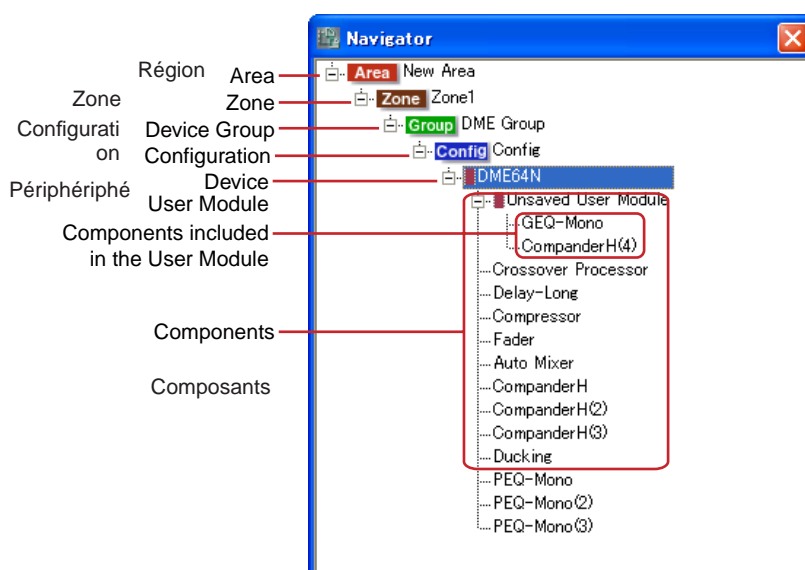 Navigator
Région
Area
Area New Area
Zone
Zone
Zone Zone1
Configurati
on
Device Group
Group DME Group
Configuration
Config Config
Périphériphé
Device
DME64N
User Module
Unsaved User Module
Components included
in the User Module
GEQ-Mono
CompanderH(4)
Crossover Processor
Delay-Long
Compressor
Components
Fader
Auto Mixer
Composants
CompanderH
CompanderH(2)
CompanderH(3)
Ducking
PEQ-Mono
PEQ-Mono(2)
PEQ-Mono(3)